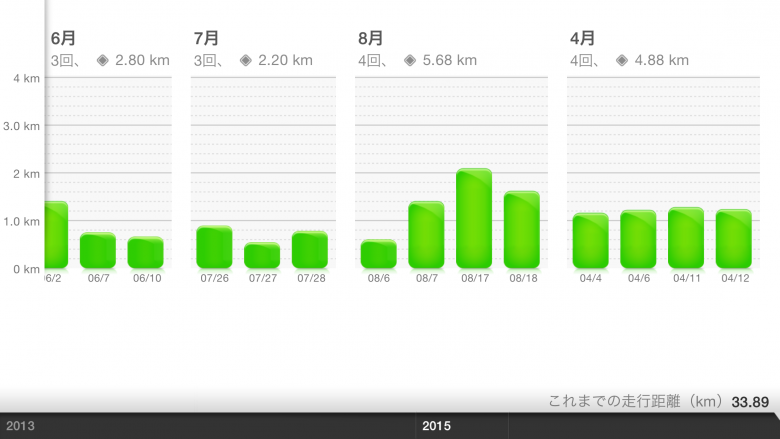 6月 7月 8月 4月
3回、 ◈ 2.80 km 3回、 ◈ 2.20 km 4回、 ◈ 5.68 km 4回、 ◈ 4.88 km
4 km
3.0 km
2 km
1.0 km
0 km
06/2 06/7 06/10 07/26 07/27 07/28 08/6 08/7 08/17 08/18 04/4 04/6 04/11 04/12
これまでの走行距離（km）33.89
2013 2015